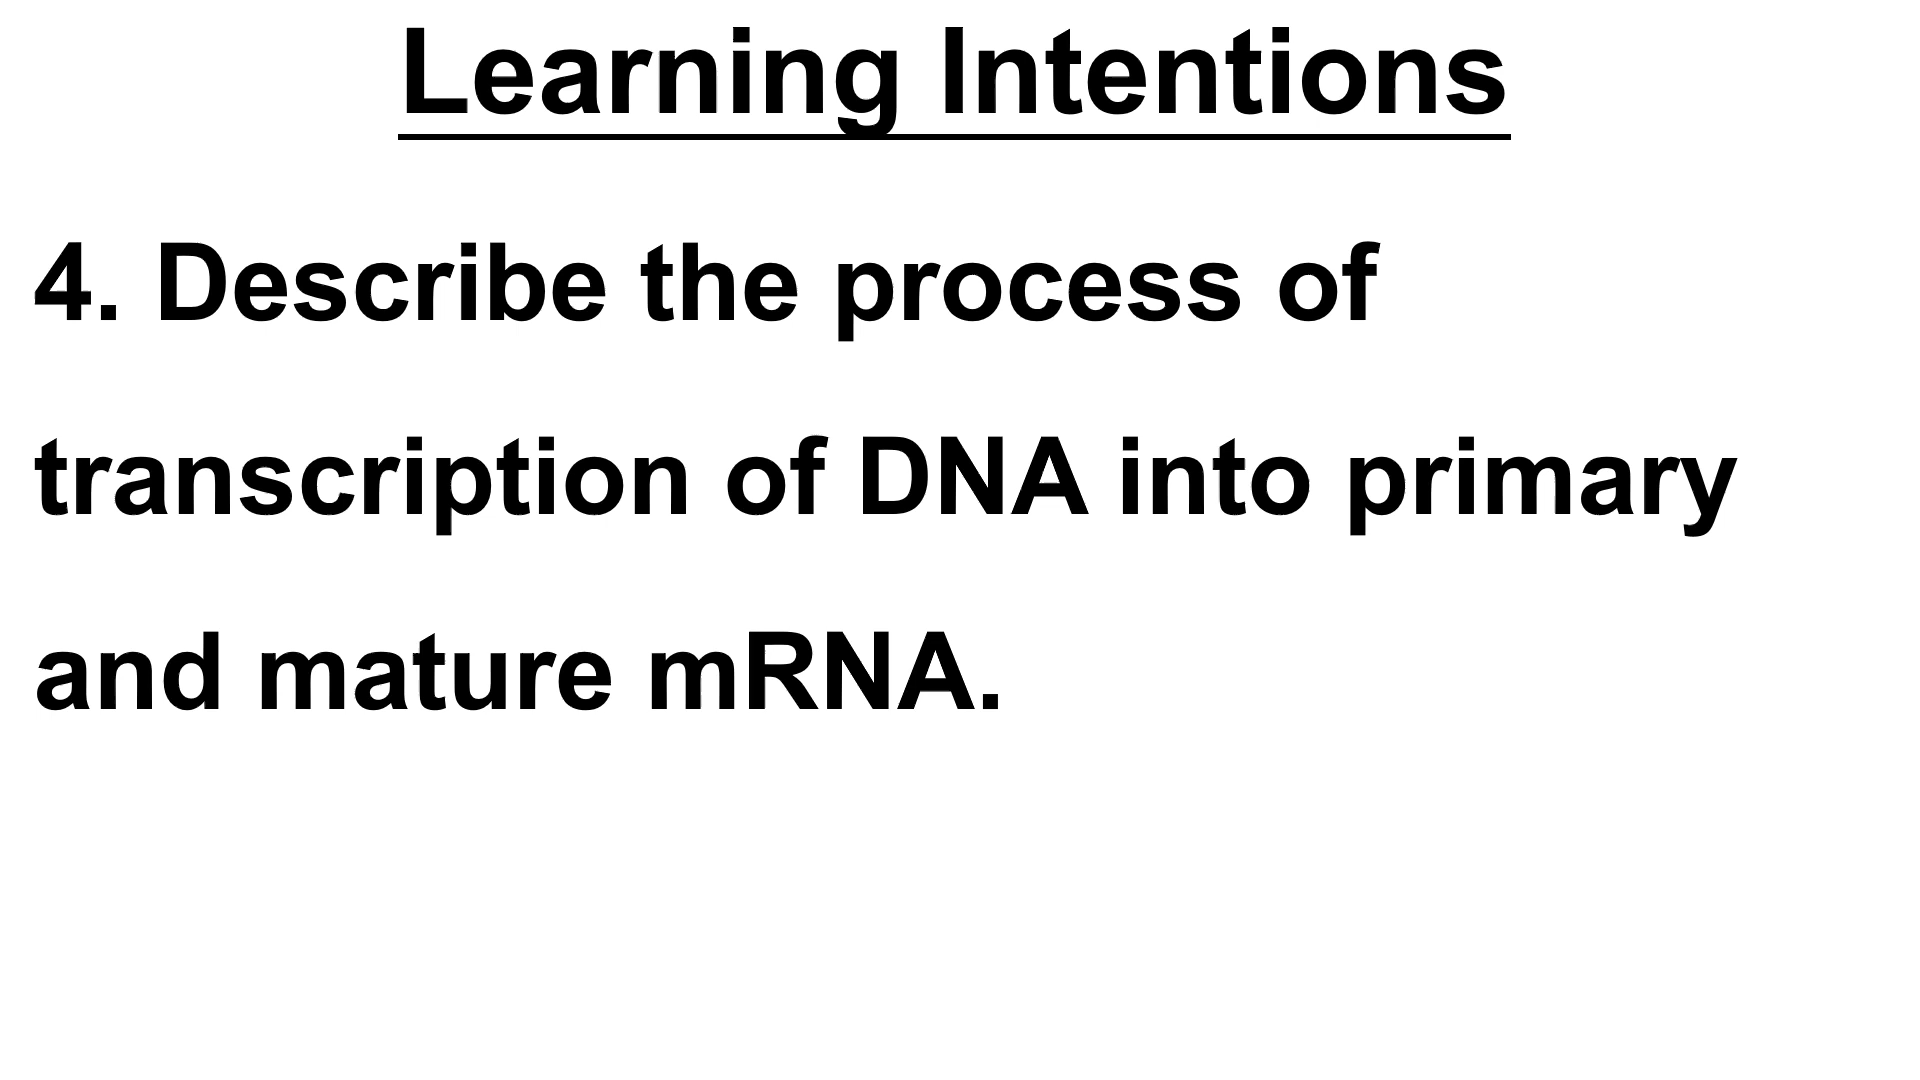 Learning Intentions
4. Describe the process of
transcription of DNA into primary
and mature mRNA.